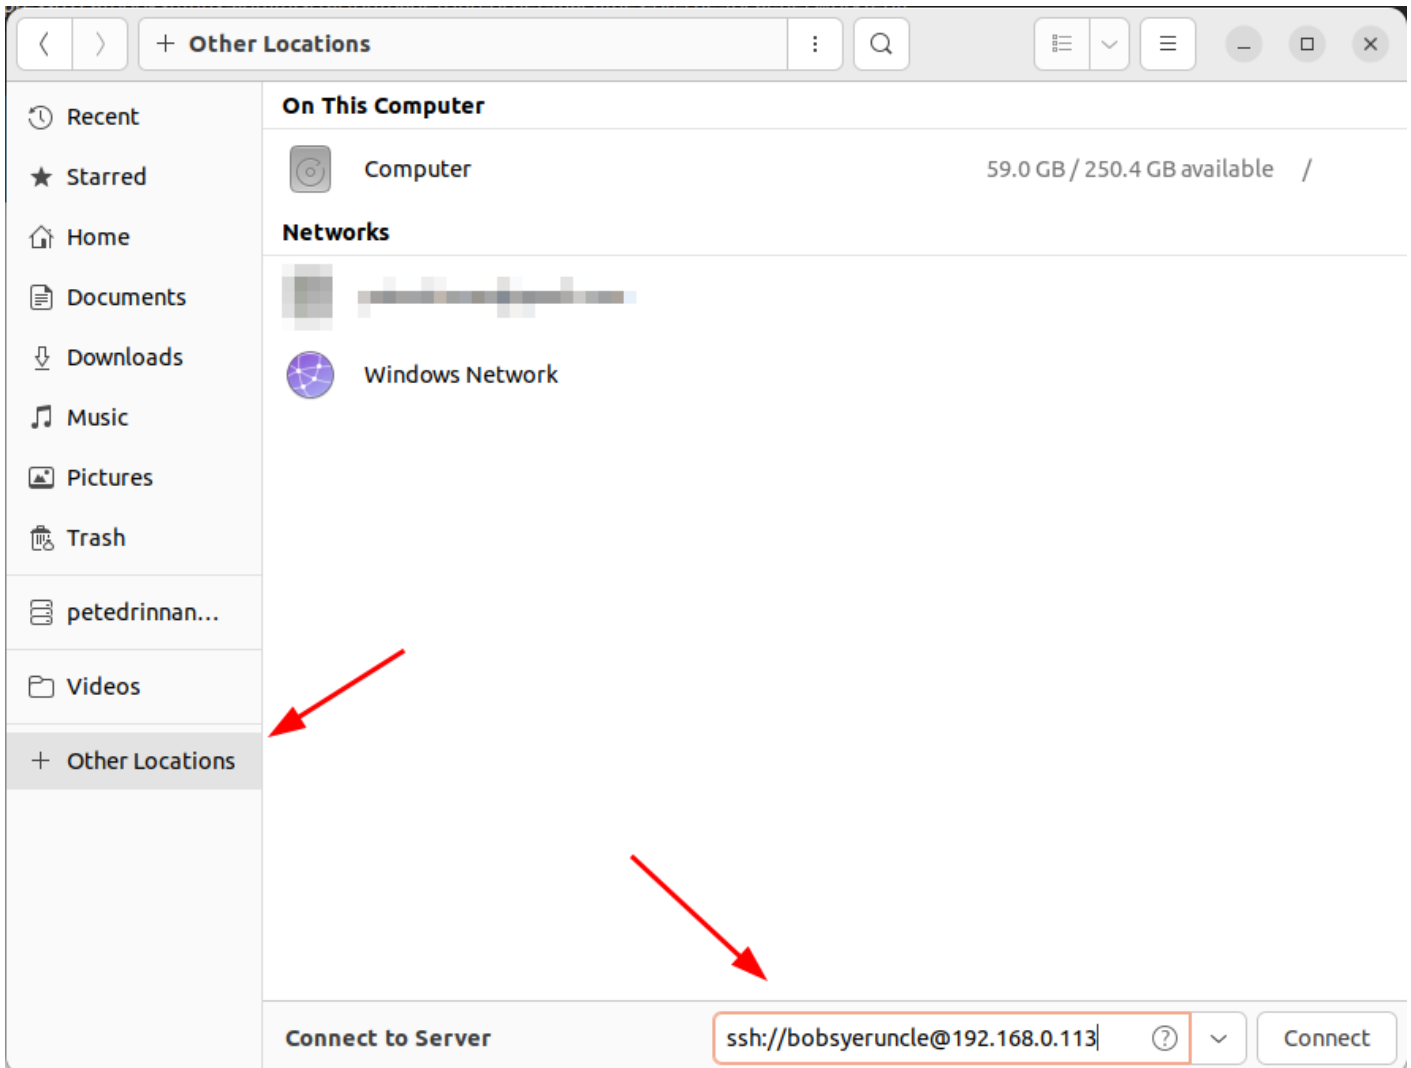 Other Locations
Recent
Starred
Home
Documents
Downloads
Music
Pictures
Trash
petedrinnan...
Videos
Other Locations
On This Computer
Computer 59.0 GB / 250.4 GB available /
Networks
Windows Network
Connect to Server ssh://bobsyeruncle@192.168.0.113 Connect